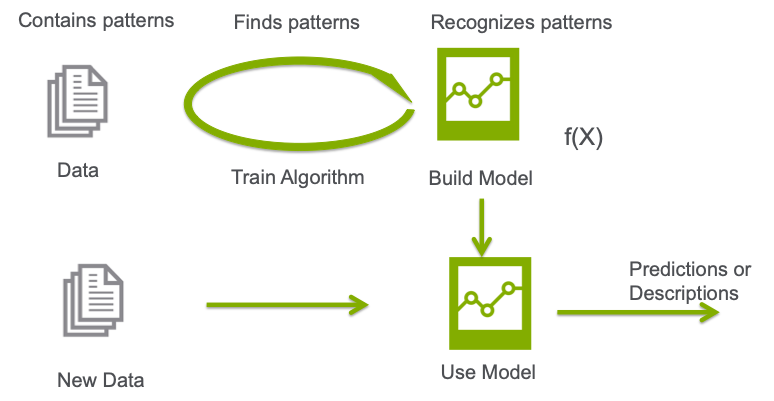 Contains patterns
Finds patterns
Recognizes patterns
f(X)
Data
Train Algorithm
Build Model
Predictions or
Descriptions
New Data
Use Model